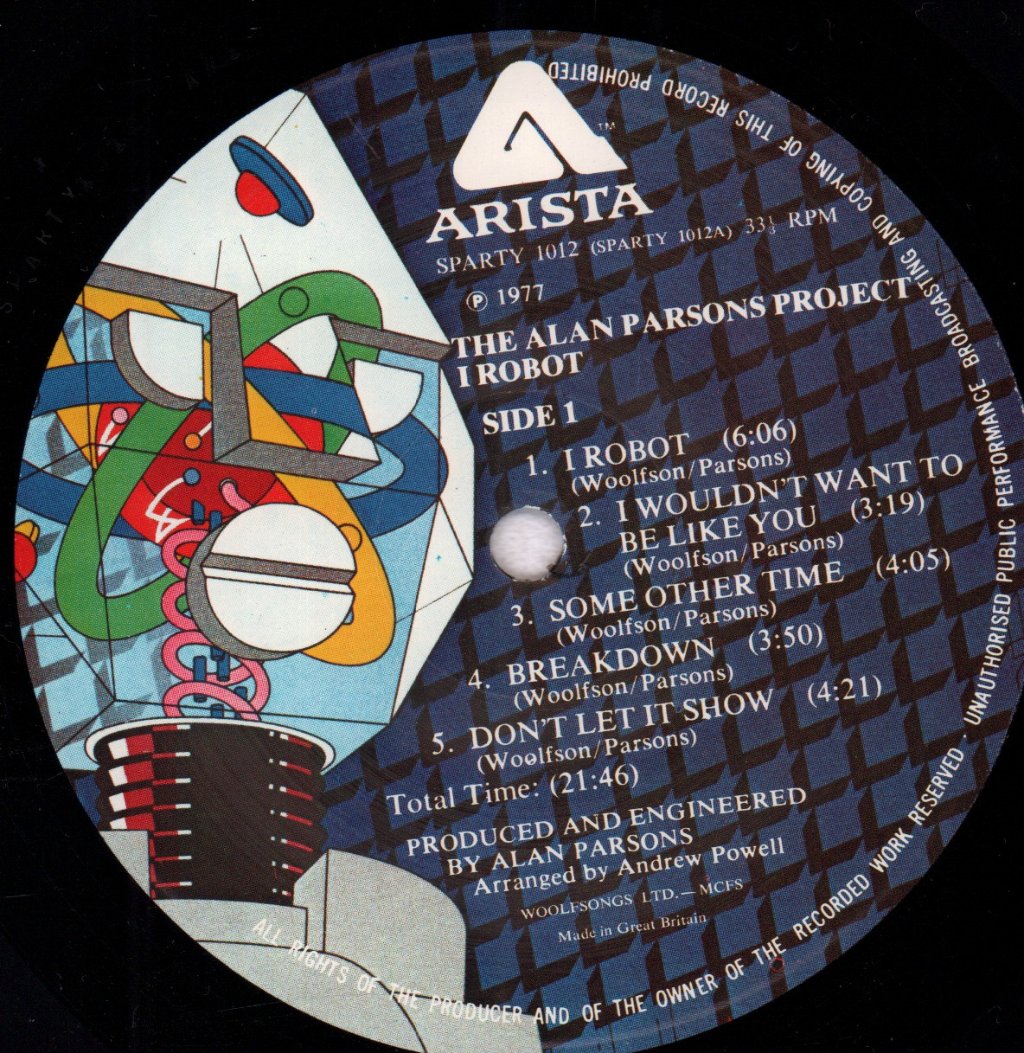 ARISTA
TM
SPARTY 1012 (SPARTY 1012A) 33⅓ RPM
℗ 1977
THE ALAN PARSONS PROJECT
I ROBOT
SIDE 1
1. I ROBOT (6:06)
(Woolfson/Parsons)
2. I WOULDN'T WANT TO
BE LIKE YOU (3:19)
(Woolfson/Parsons)
3. SOME OTHER TIME (4:05)
(Woolfson/Parsons)
4. BREAKDOWN (3:50)
(Woolfson/Parsons)
5. DON'T LET IT SHOW (4:21)
(Woolfson/Parsons)
Total Time: (21:46)
PRODUCED AND ENGINEERED
BY ALAN PARSONS
Arranged by Andrew Powell
WOOLFSONGS LTD.—MCFS
Made in Great Britain
ALL RIGHTS OF THE PRODUCER AND OF THE OWNER OF THE RECORDED WORK RESERVED · UNAUTHORISED PUBLIC PERFORMANCE BROADCASTING AND COPYING OF THIS RECORD PROHIBITED